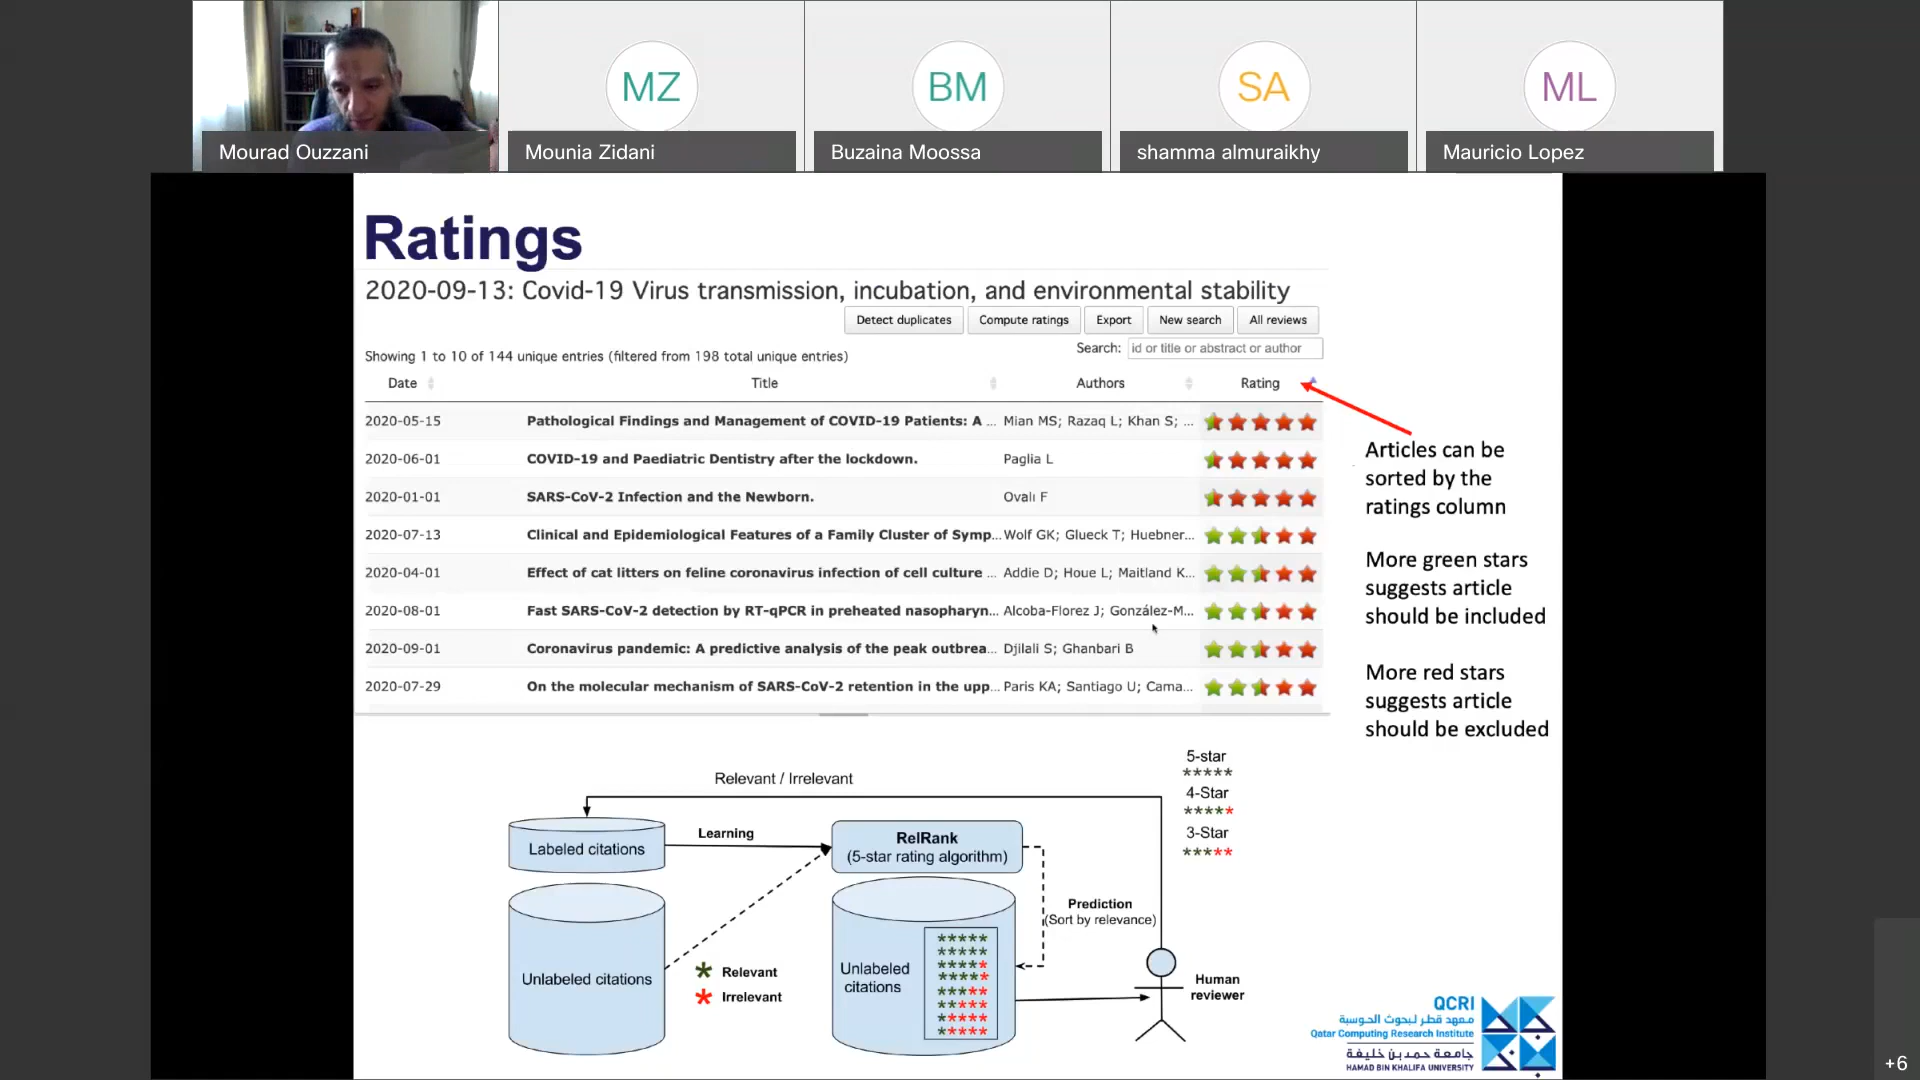 MZ
BM
SA
ML
Mourad Ouzzani
Mounia Zidani
Buzaina Moossa
shamma almuraikhy
Mauricio Lopez
Ratings
2020-09-13: Covid-19 Virus transmission, incubation, and environmental stability
Detect duplicates
Compute ratings
Export
New search
All reviews
Showing 1 to 10 of 144 unique entries (filtered from 198 total unique entries)
Search: id or title or abstract or author
Date Title Authors Rating
2020-05-15 Pathological Findings and Management of COVID-19 Patients: A ... Mian MS; Razaq L; Khan S; ...
2020-06-01 COVID-19 and Paediatric Dentistry after the lockdown. Paglia L
2020-01-01 SARS-CoV-2 Infection and the Newborn. Ovalı F
2020-07-13 Clinical and Epidemiological Features of a Family Cluster of Symp... Wolf GK; Glueck T; Huebner...
2020-04-01 Effect of cat litters on feline coronavirus infection of cell culture ... Addie D; Houe L; Maitland K...
2020-08-01 Fast SARS-CoV-2 detection by RT-qPCR in preheated nasopharyn... Alcoba-Florez J; González-M...
2020-09-01 Coronavirus pandemic: A predictive analysis of the peak outbrea... Djilali S; Ghanbari B
2020-07-29 On the molecular mechanism of SARS-CoV-2 retention in the upp... Paris KA; Santiago U; Cama...
Articles can be
sorted by the
ratings column
More green stars
suggests article
should be included
More red stars
suggests article
should be excluded
Relevant / Irrelevant
5-star
*****
4-Star
*****
3-Star
*****
Labeled citations
Learning
RelRank
(5-star rating algorithm)
Prediction
(Sort by relevance)
Unlabeled citations
* Relevant
* Irrelevant
Unlabeled
citations
*****
*****
*****
*****
*****
*****
*****
*****
Human
reviewer
QCRI
معهد قطر لبحوث الحوسبة
Qatar Computing Research Institute
جامعة حمد بن خليفة
HAMAD BIN KHALIFA UNIVERSITY
+6